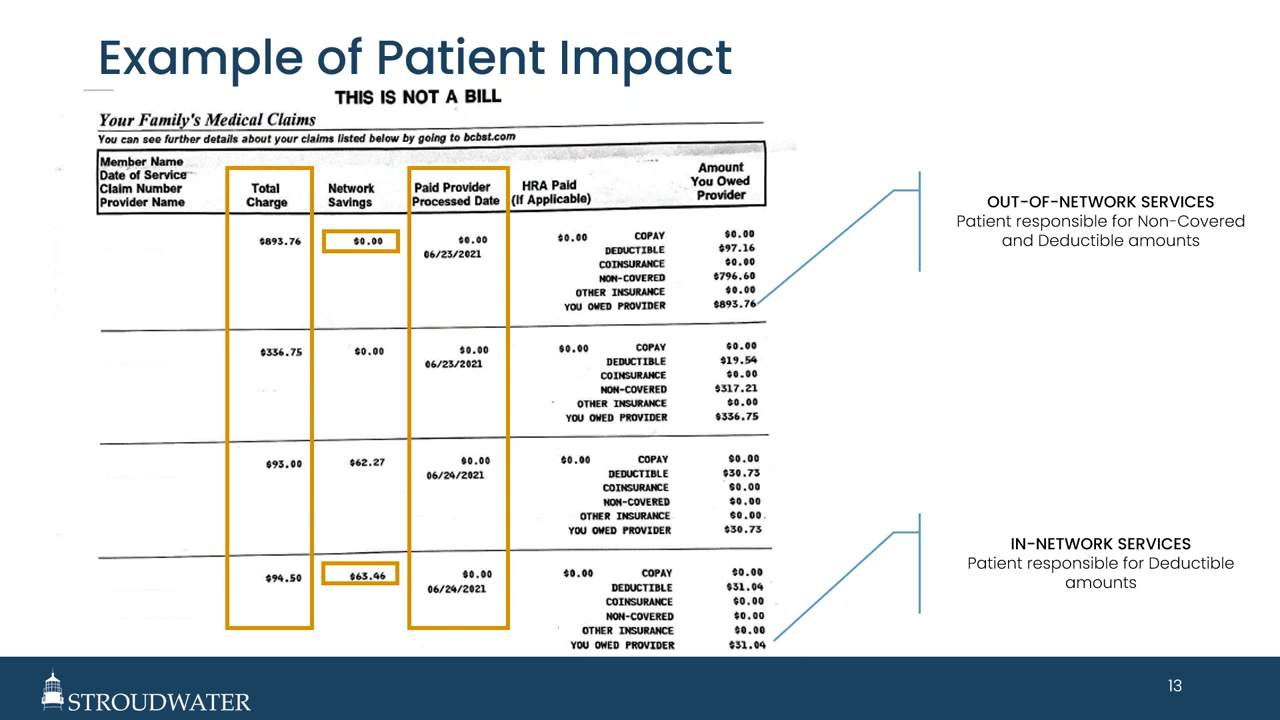 Example of Patient Impact
THIS IS NOT A BILL
Your Family's Medical Claims
You can see further details about your claims listed below by going to bcbst.com
Member Name
Date of Service
Claim Number
Provider Name
Total
Charge
Network
Savings
Paid Provider
Processed Date
HRA Paid
(If Applicable)
Amount
You Owed
Provider
$893.76 $0.00 $0.00 $0.00 COPAY $0.00
06/23/2021 DEDUCTIBLE $97.16
COINSURANCE $0.00
NON-COVERED $796.60
OTHER INSURANCE $0.00
YOU OWED PROVIDER $893.76
$336.75 $0.00 $0.00 $0.00 COPAY $0.00
06/23/2021 DEDUCTIBLE $19.54
COINSURANCE $0.00
NON-COVERED $317.21
OTHER INSURANCE $0.00
YOU OWED PROVIDER $336.75
$93.00 $62.27 $0.00 $0.00 COPAY $0.00
06/24/2021 DEDUCTIBLE $30.73
COINSURANCE $0.00
NON-COVERED $0.00
OTHER INSURANCE $0.00
YOU OWED PROVIDER $30.73
$94.50 $63.46 $0.00 $0.00 COPAY $0.00
06/24/2021 DEDUCTIBLE $31.04
COINSURANCE $0.00
NON-COVERED $0.00
OTHER INSURANCE $0.00
YOU OWED PROVIDER $31.04
OUT-OF-NETWORK SERVICES
Patient responsible for Non-Covered
and Deductible amounts
IN-NETWORK SERVICES
Patient responsible for Deductible
amounts
STROUDWATER
13